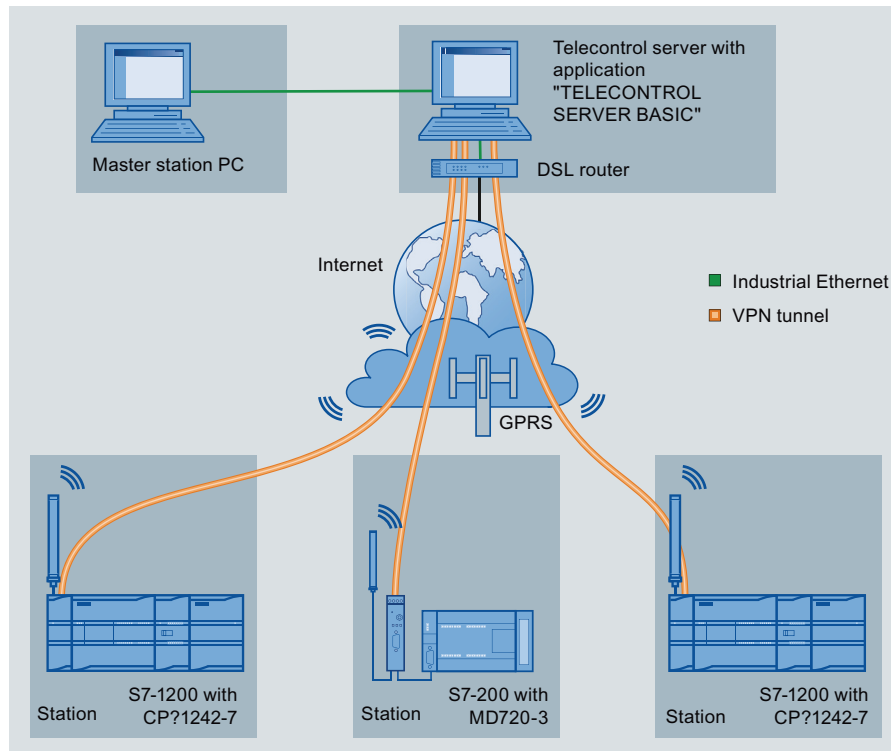 Telecontrol server with
application
"TELECONTROL
SERVER BASIC"
Master station PC
DSL router
Internet
Industrial Ethernet
VPN tunnel
GPRS
Station
S7-1200 with
CP?1242-7
Station
S7-200 with
MD720-3
Station
S7-1200 with
CP?1242-7